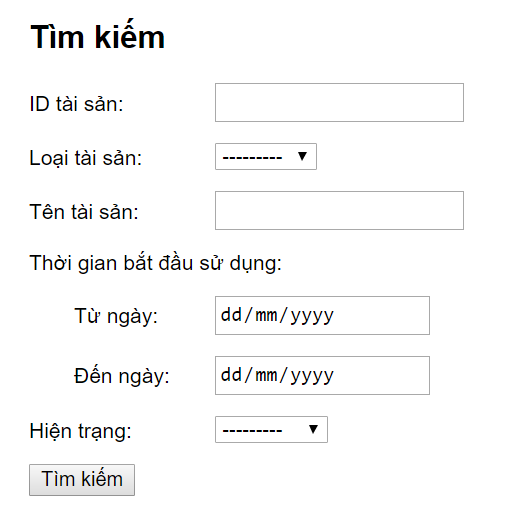 Tìm kiếm
ID tài sản:
Loại tài sản: ---------
Tên tài sản:
Thời gian bắt đầu sử dụng:
Từ ngày: dd/mm/yyyy
Đến ngày: dd/mm/yyyy
Hiện trạng: ---------
Tìm kiếm